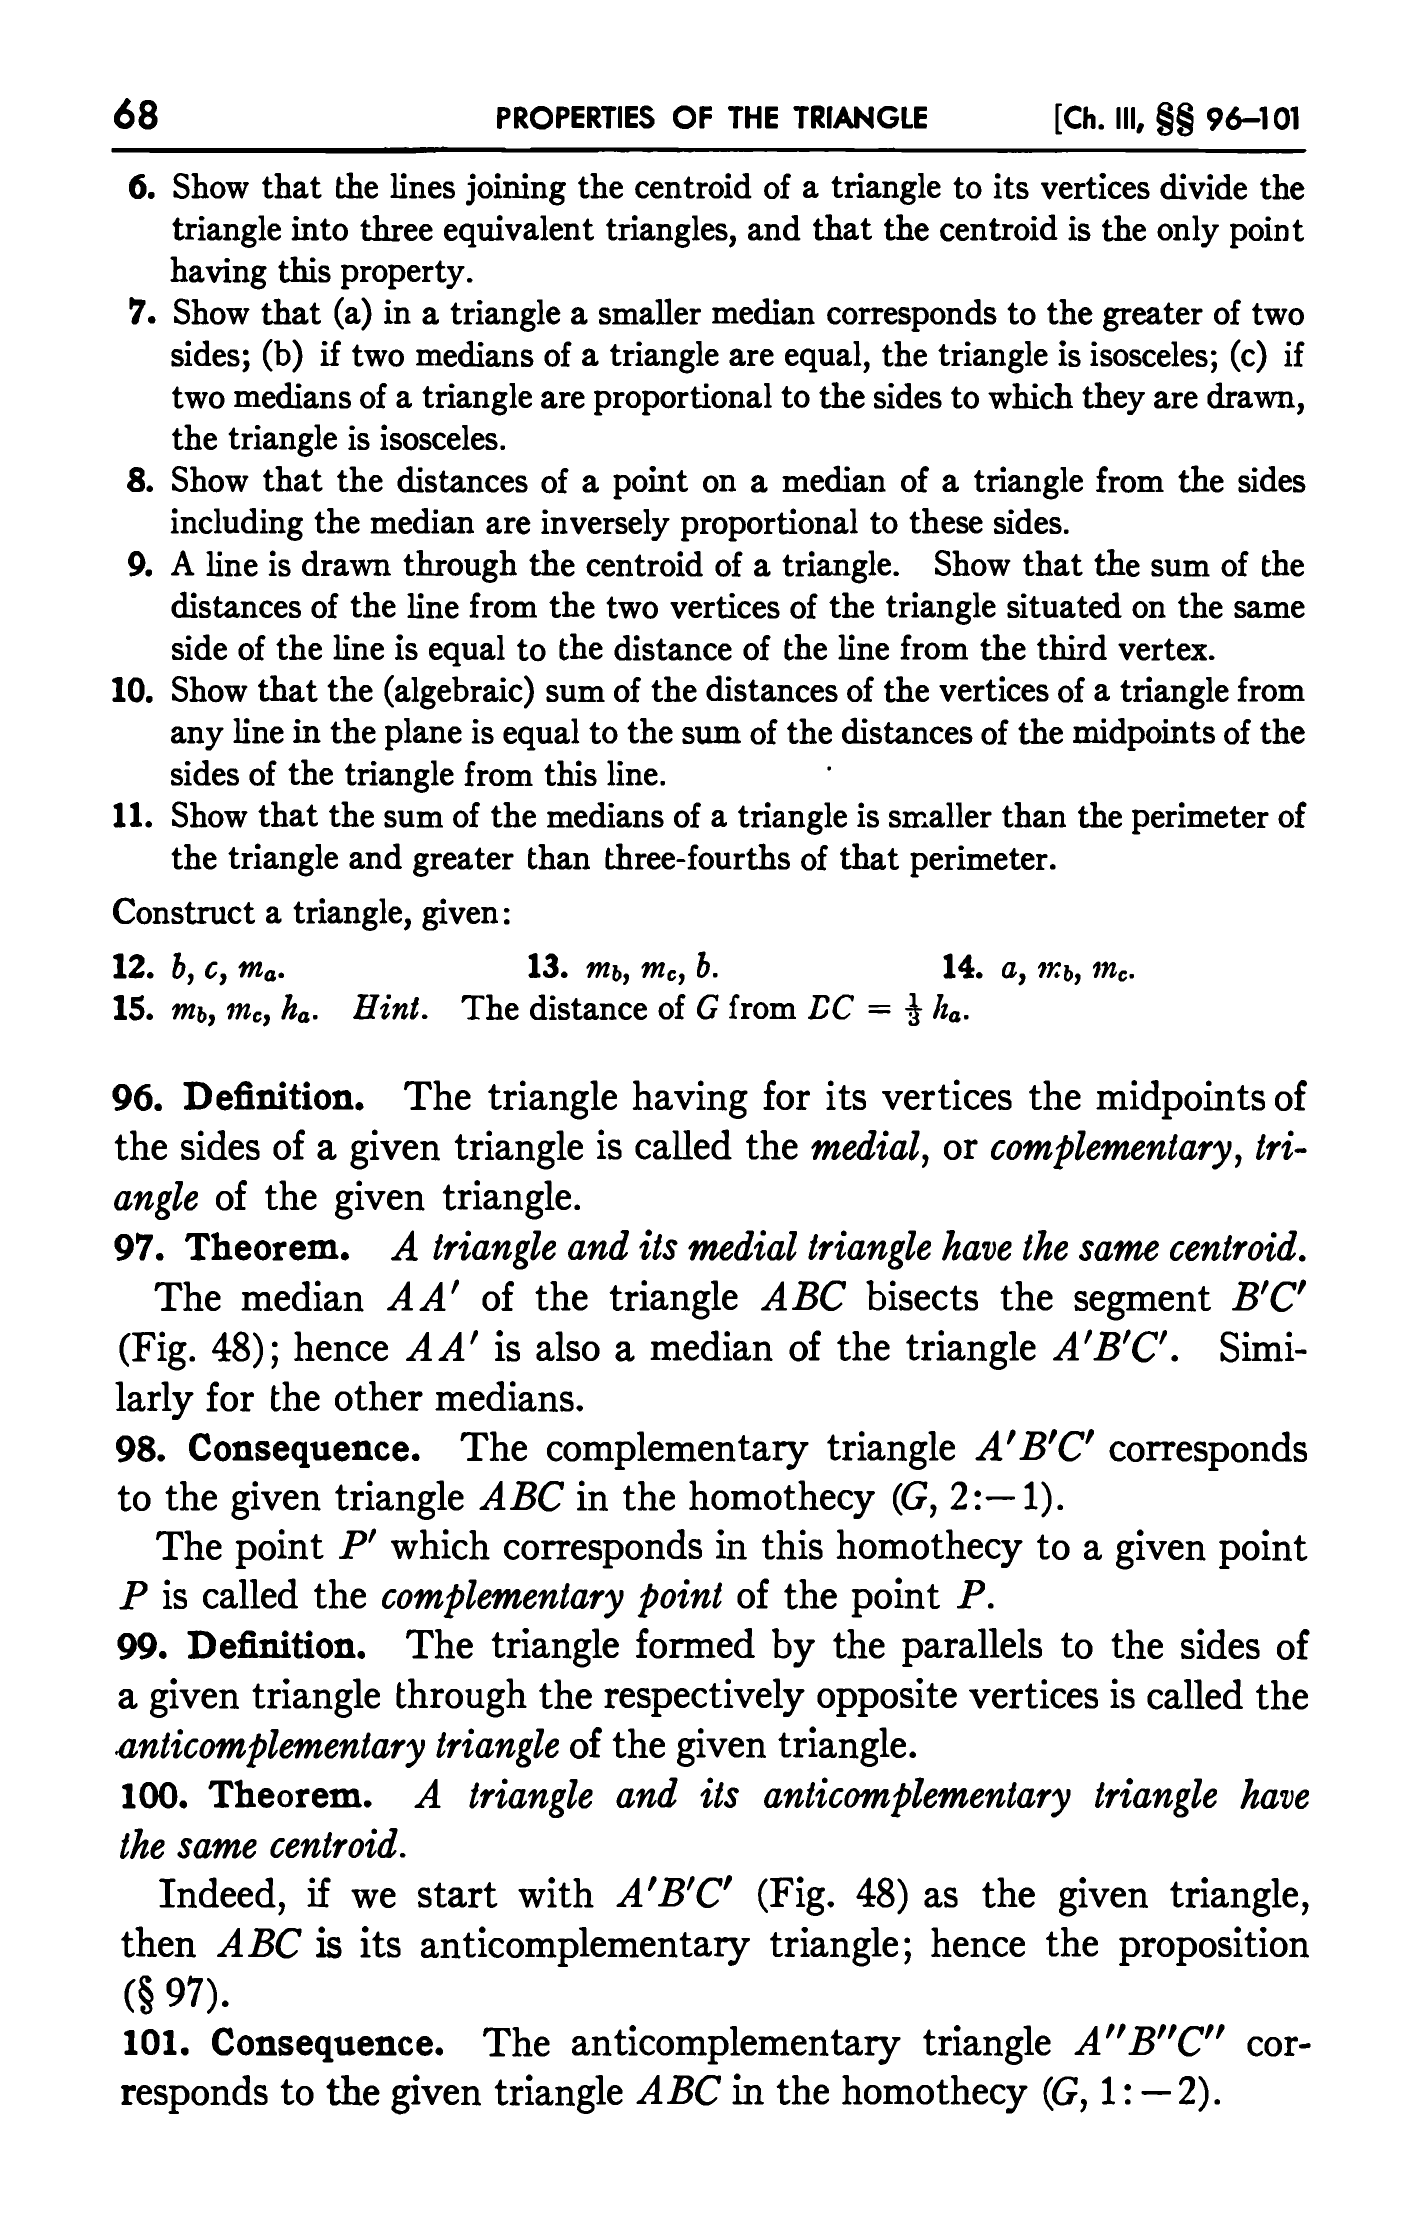 68 PROPERTIES OF THE TRIANGLE [Ch. III, §§ 96–101
6. Show that the lines joining the centroid of a triangle to its vertices divide the
triangle into three equivalent triangles, and that the centroid is the only point
having this property.
7. Show that (a) in a triangle a smaller median corresponds to the greater of two
sides; (b) if two medians of a triangle are equal, the triangle is isosceles; (c) if
two medians of a triangle are proportional to the sides to which they are drawn,
the triangle is isosceles.
8. Show that the distances of a point on a median of a triangle from the sides
including the median are inversely proportional to these sides.
9. A line is drawn through the centroid of a triangle. Show that the sum of the
distances of the line from the two vertices of the triangle situated on the same
side of the line is equal to the distance of the line from the third vertex.
10. Show that the (algebraic) sum of the distances of the vertices of a triangle from
any line in the plane is equal to the sum of the distances of the midpoints of the
sides of the triangle from this line.
11. Show that the sum of the medians of a triangle is smaller than the perimeter of
the triangle and greater than three-fourths of that perimeter.
Construct a triangle, given:
12. b, c, mₐ. 13. m_b, m_c, b. 14. a, m_b, m_c.
15. m_b, m_c, hₐ. Hint. The distance of G from BC = ⅓ hₐ.
96. Definition. The triangle having for its vertices the midpoints of
the sides of a given triangle is called the medial, or complementary, tri-
angle of the given triangle.
97. Theorem. A triangle and its medial triangle have the same centroid.
The median AA′ of the triangle ABC bisects the segment B′C′
(Fig. 48); hence AA′ is also a median of the triangle A′B′C′. Simi-
larly for the other medians.
98. Consequence. The complementary triangle A′B′C′ corresponds
to the given triangle ABC in the homothecy (G, 2:−1).
The point P′ which corresponds in this homothecy to a given point
P is called the complementary point of the point P.
99. Definition. The triangle formed by the parallels to the sides of
a given triangle through the respectively opposite vertices is called the
anticomplementary triangle of the given triangle.
100. Theorem. A triangle and its anticomplementary triangle have
the same centroid.
Indeed, if we start with A′B′C′ (Fig. 48) as the given triangle,
then ABC is its anticomplementary triangle; hence the proposition
(§ 97).
101. Consequence. The anticomplementary triangle A″B″C″ cor-
responds to the given triangle ABC in the homothecy (G, 1:−2).